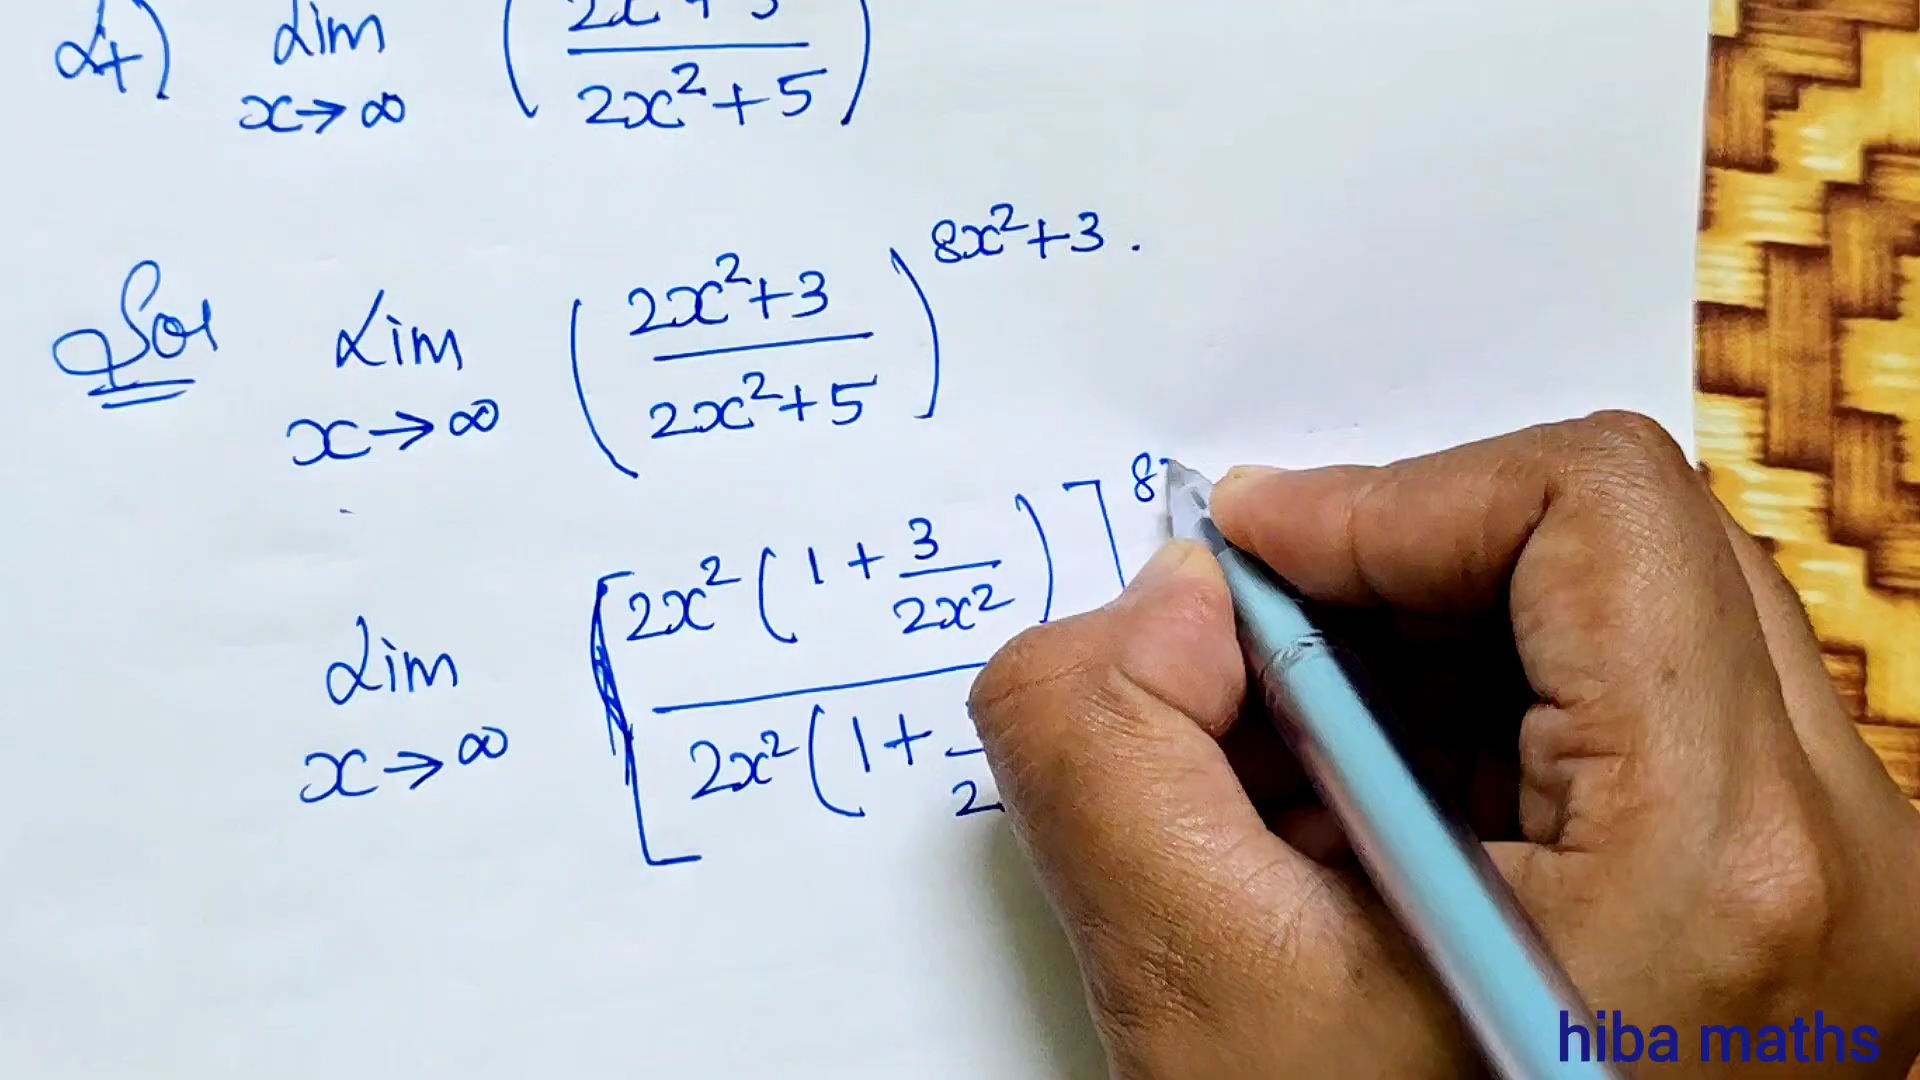 4) Lim (2x²+3 / 2x²+5)
x→∞
Sol Lim (2x²+3 / 2x²+5)^8x²+3.
x→∞
Lim [2x²(1+3/2x²) / 2x²(1+ /2]^8
x→∞
hiba maths